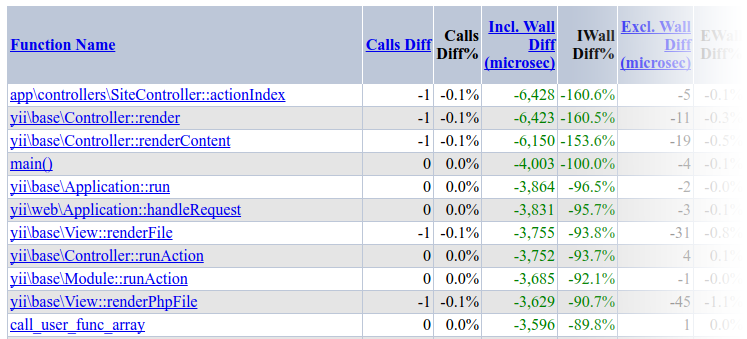 Function Name Calls Diff Calls Diff% Incl. Wall Diff (microsec) IWall Diff% Excl. Wall Diff (microsec)
app\controllers\SiteController::actionIndex -1 -0.1% -6,428 -160.6% -5 -0.1%
yii\base\Controller::render -1 -0.1% -6,423 -160.5% -11 -0.3%
yii\base\Controller::renderContent -1 -0.1% -6,150 -153.6% -19 -0.5%
main() 0 0.0% -4,003 -100.0% -4 -0.1%
yii\base\Application::run 0 0.0% -3,864 -96.5% -2 -0.0%
yii\web\Application::handleRequest 0 0.0% -3,831 -95.7% -3 -0.1%
yii\base\View::renderFile -1 -0.1% -3,755 -93.8% -31 -0.8%
yii\base\Controller::runAction 0 0.0% -3,752 -93.7% 4 0.1%
yii\base\Module::runAction 0 0.0% -3,685 -92.1% -1 -0.0%
yii\base\View::renderPhpFile -1 -0.1% -3,629 -90.7% -45 -1.1%
call_user_func_array 0 0.0% -3,596 -89.8% 1 0.0%